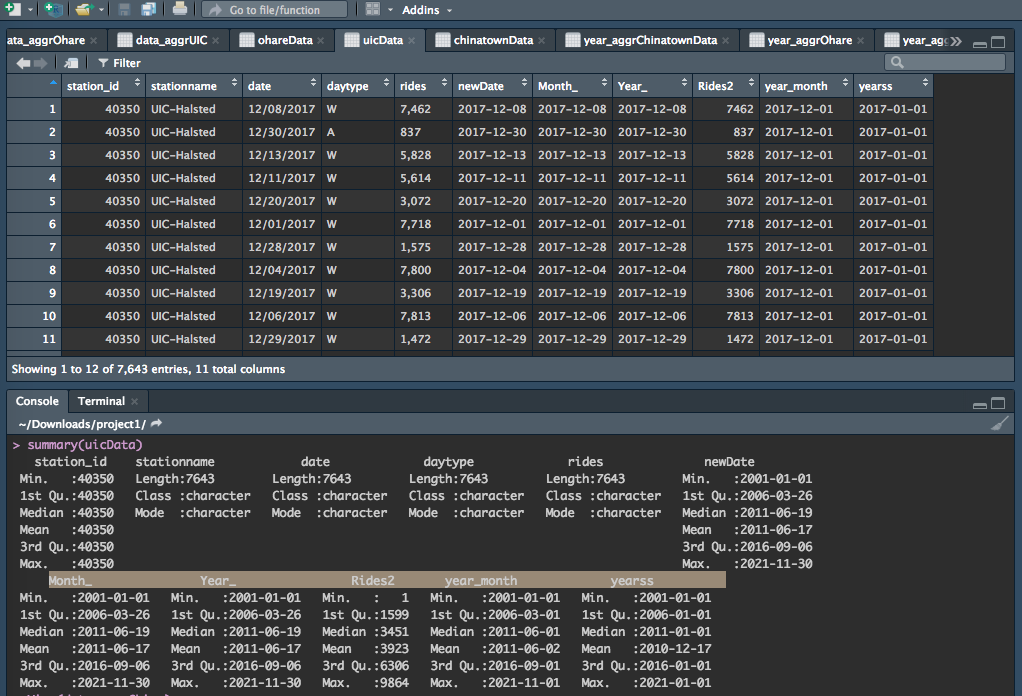 Go to file/function Addins
ata_aggrOhare data_aggrUIC ohareData uicData chinatownData year_aggrChinatownData year_aggrOhare year_ag
Filter
station_id stationname date daytype rides newDate Month_ Year_ Rides2 year_month yearss
1 40350 UIC-Halsted 12/08/2017 W 7,462 2017-12-08 2017-12-08 2017-12-08 7462 2017-12-01 2017-01-01
2 40350 UIC-Halsted 12/30/2017 A 837 2017-12-30 2017-12-30 2017-12-30 837 2017-12-01 2017-01-01
3 40350 UIC-Halsted 12/13/2017 W 5,828 2017-12-13 2017-12-13 2017-12-13 5828 2017-12-01 2017-01-01
4 40350 UIC-Halsted 12/11/2017 W 5,614 2017-12-11 2017-12-11 2017-12-11 5614 2017-12-01 2017-01-01
5 40350 UIC-Halsted 12/20/2017 W 3,072 2017-12-20 2017-12-20 2017-12-20 3072 2017-12-01 2017-01-01
6 40350 UIC-Halsted 12/01/2017 W 7,718 2017-12-01 2017-12-01 2017-12-01 7718 2017-12-01 2017-01-01
7 40350 UIC-Halsted 12/28/2017 W 1,575 2017-12-28 2017-12-28 2017-12-28 1575 2017-12-01 2017-01-01
8 40350 UIC-Halsted 12/04/2017 W 7,800 2017-12-04 2017-12-04 2017-12-04 7800 2017-12-01 2017-01-01
9 40350 UIC-Halsted 12/19/2017 W 3,306 2017-12-19 2017-12-19 2017-12-19 3306 2017-12-01 2017-01-01
10 40350 UIC-Halsted 12/06/2017 W 7,813 2017-12-06 2017-12-06 2017-12-06 7813 2017-12-01 2017-01-01
11 40350 UIC-Halsted 12/29/2017 W 1,472 2017-12-29 2017-12-29 2017-12-29 1472 2017-12-01 2017-01-01
Showing 1 to 12 of 7,643 entries, 11 total columns
Console Terminal
~/Downloads/project1/
> summary(uicData)
station_id stationname date daytype rides newDate
Min. :40350 Length:7643 Length:7643 Length:7643 Length:7643 Min. :2001-01-01
1st Qu.:40350 Class :character Class :character Class :character Class :character 1st Qu.:2006-03-26
Median :40350 Mode :character Mode :character Mode :character Mode :character Median :2011-06-19
Mean :40350 Mean :2011-06-17
3rd Qu.:40350 3rd Qu.:2016-09-06
Max. :40350 Max. :2021-11-30
Month_ Year_ Rides2 year_month yearss
Min. :2001-01-01 Min. :2001-01-01 Min. : 1 Min. :2001-01-01 Min. :2001-01-01
1st Qu.:2006-03-26 1st Qu.:2006-03-26 1st Qu.:1599 1st Qu.:2006-03-01 1st Qu.:2006-01-01
Median :2011-06-19 Median :2011-06-19 Median :3451 Median :2011-06-01 Median :2011-01-01
Mean :2011-06-17 Mean :2011-06-17 Mean :3923 Mean :2011-06-02 Mean :2010-12-17
3rd Qu.:2016-09-06 3rd Qu.:2016-09-06 3rd Qu.:6306 3rd Qu.:2016-09-01 3rd Qu.:2016-01-01
Max. :2021-11-30 Max. :2021-11-30 Max. :9864 Max. :2021-11-01 Max. :2021-01-01